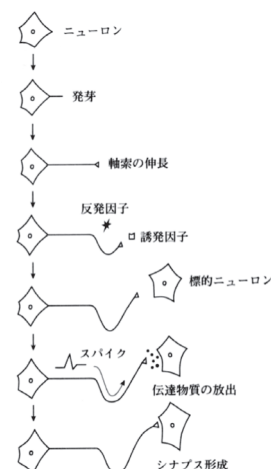 ニューロン
発芽
軸索の伸長
反発因子
誘発因子
標的ニューロン
スパイク
伝達物質の放出
シナプス形成